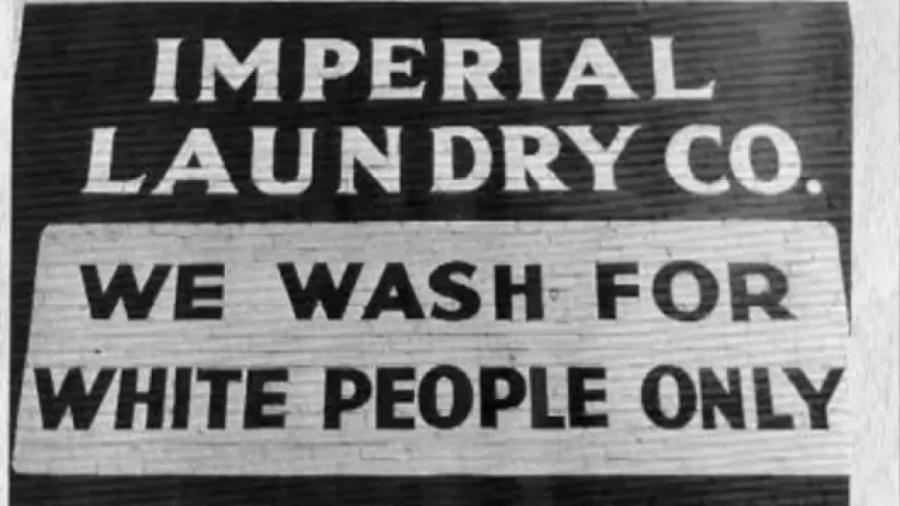 IMPERIAL
LAUNDRY CO.
WE WASH FOR
WHITE PEOPLE ONLY